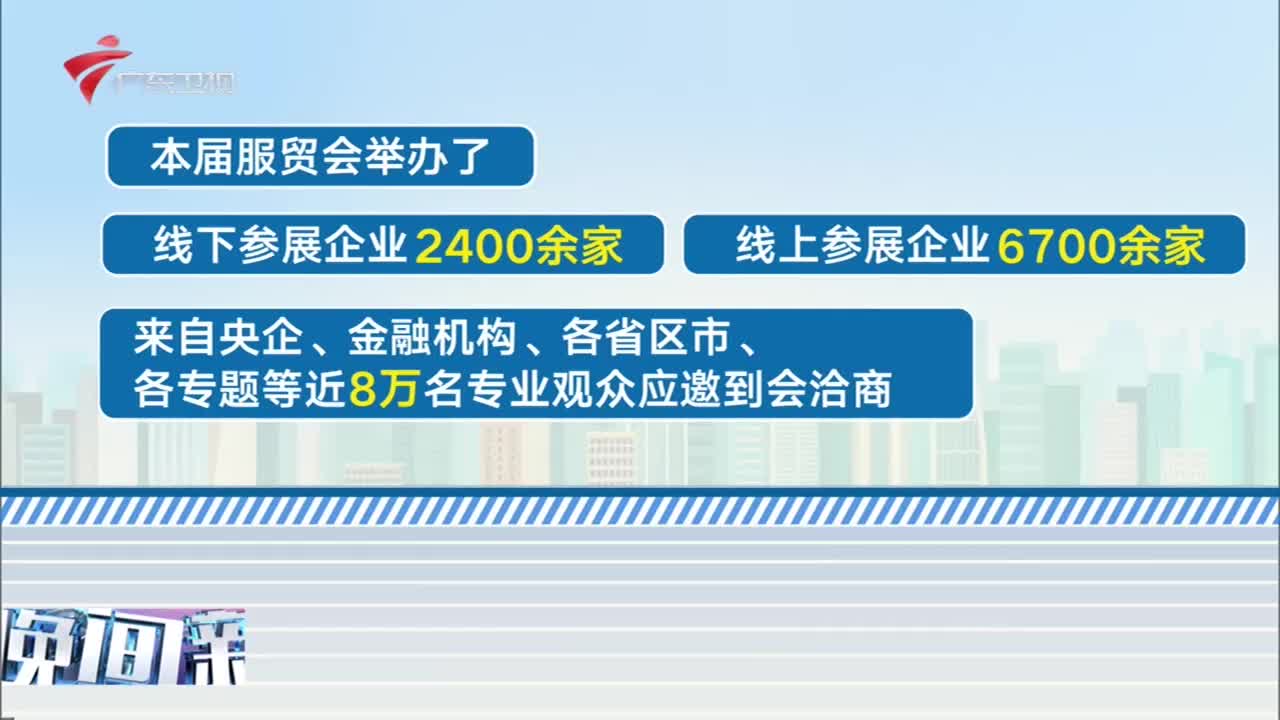 广东卫视
本届服贸会举办了
线下参展企业2400余家
线上参展企业6700余家
来自央企、金融机构、各省区市、
各专题等近8万名专业观众应邀到会洽商
晚间